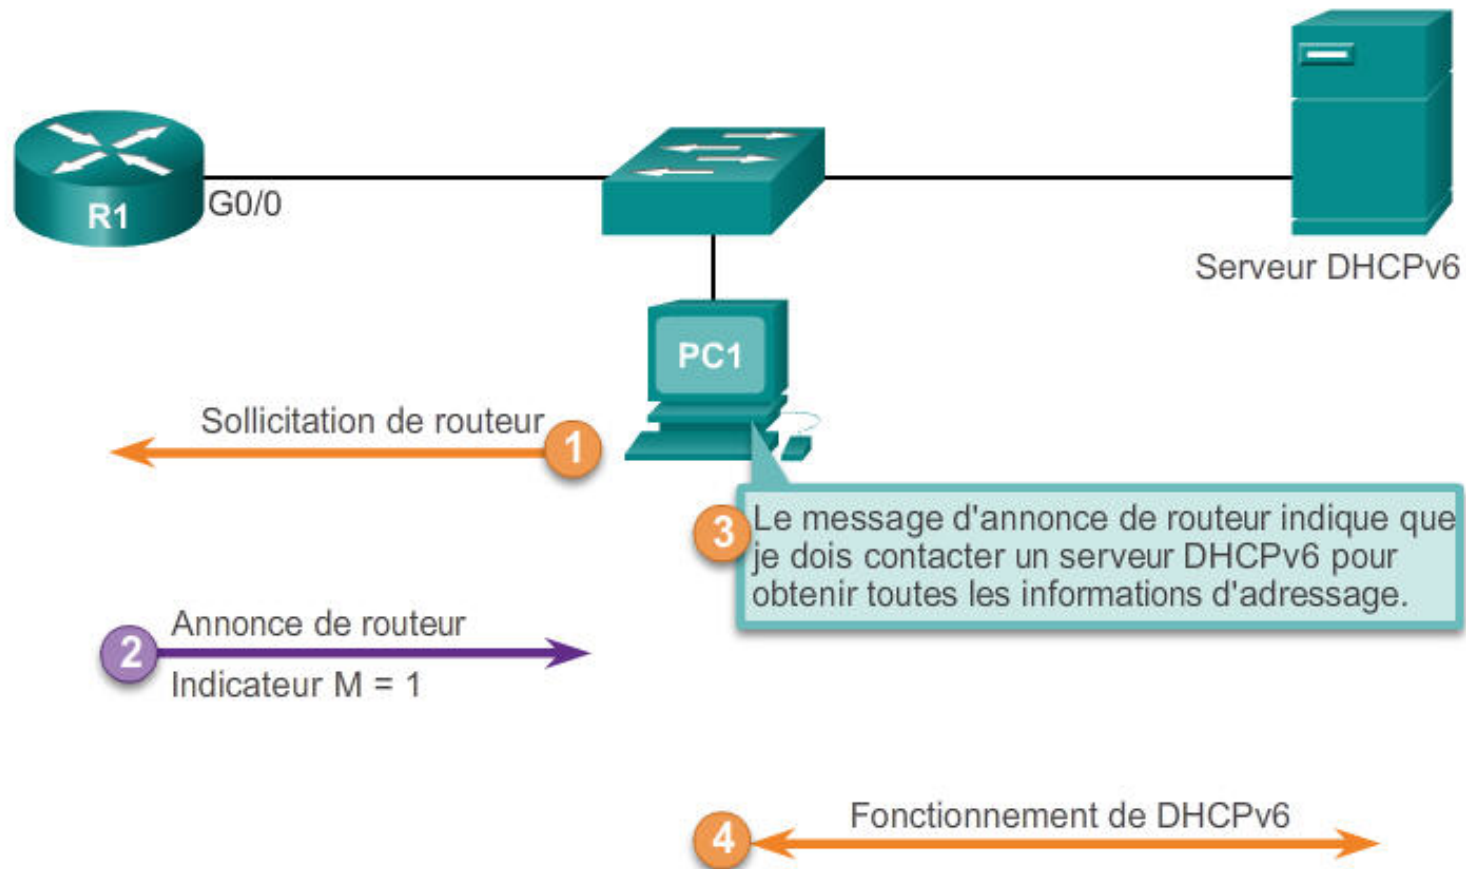 R1
G0/0
Serveur DHCPv6
PC1
Sollicitation de routeur
1
3
Le message d'annonce de routeur indique que
je dois contacter un serveur DHCPv6 pour
obtenir toutes les informations d'adressage.
Annonce de routeur
2
Indicateur M = 1
4
Fonctionnement de DHCPv6